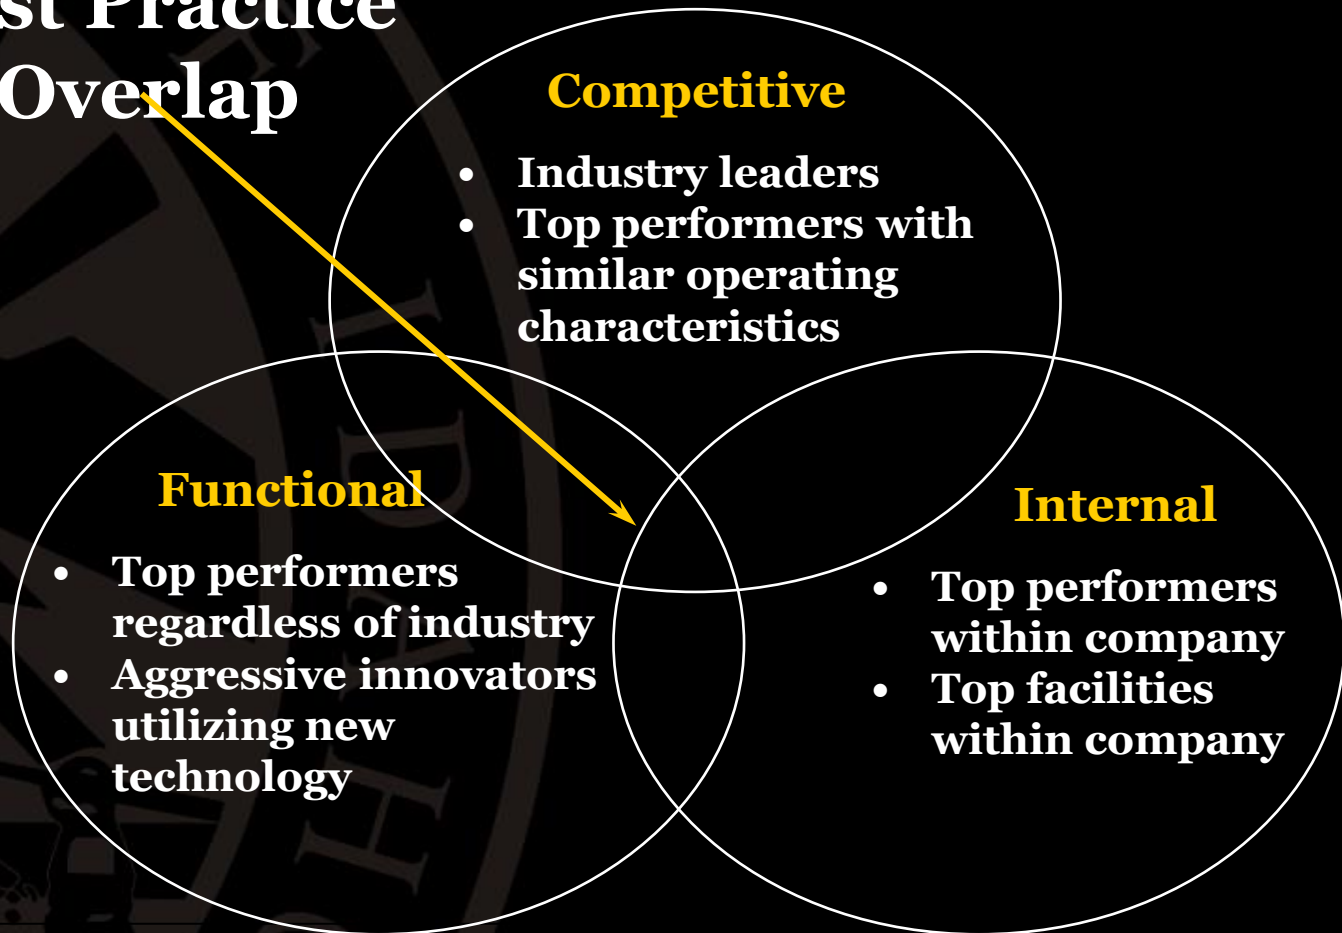 st Practice
Overlap
Competitive
• Industry leaders
• Top performers with
similar operating
characteristics
Functional
• Top performers
regardless of industry
• Aggressive innovators
utilizing new
technology
Internal
• Top performers
within company
• Top facilities
within company
IDAH